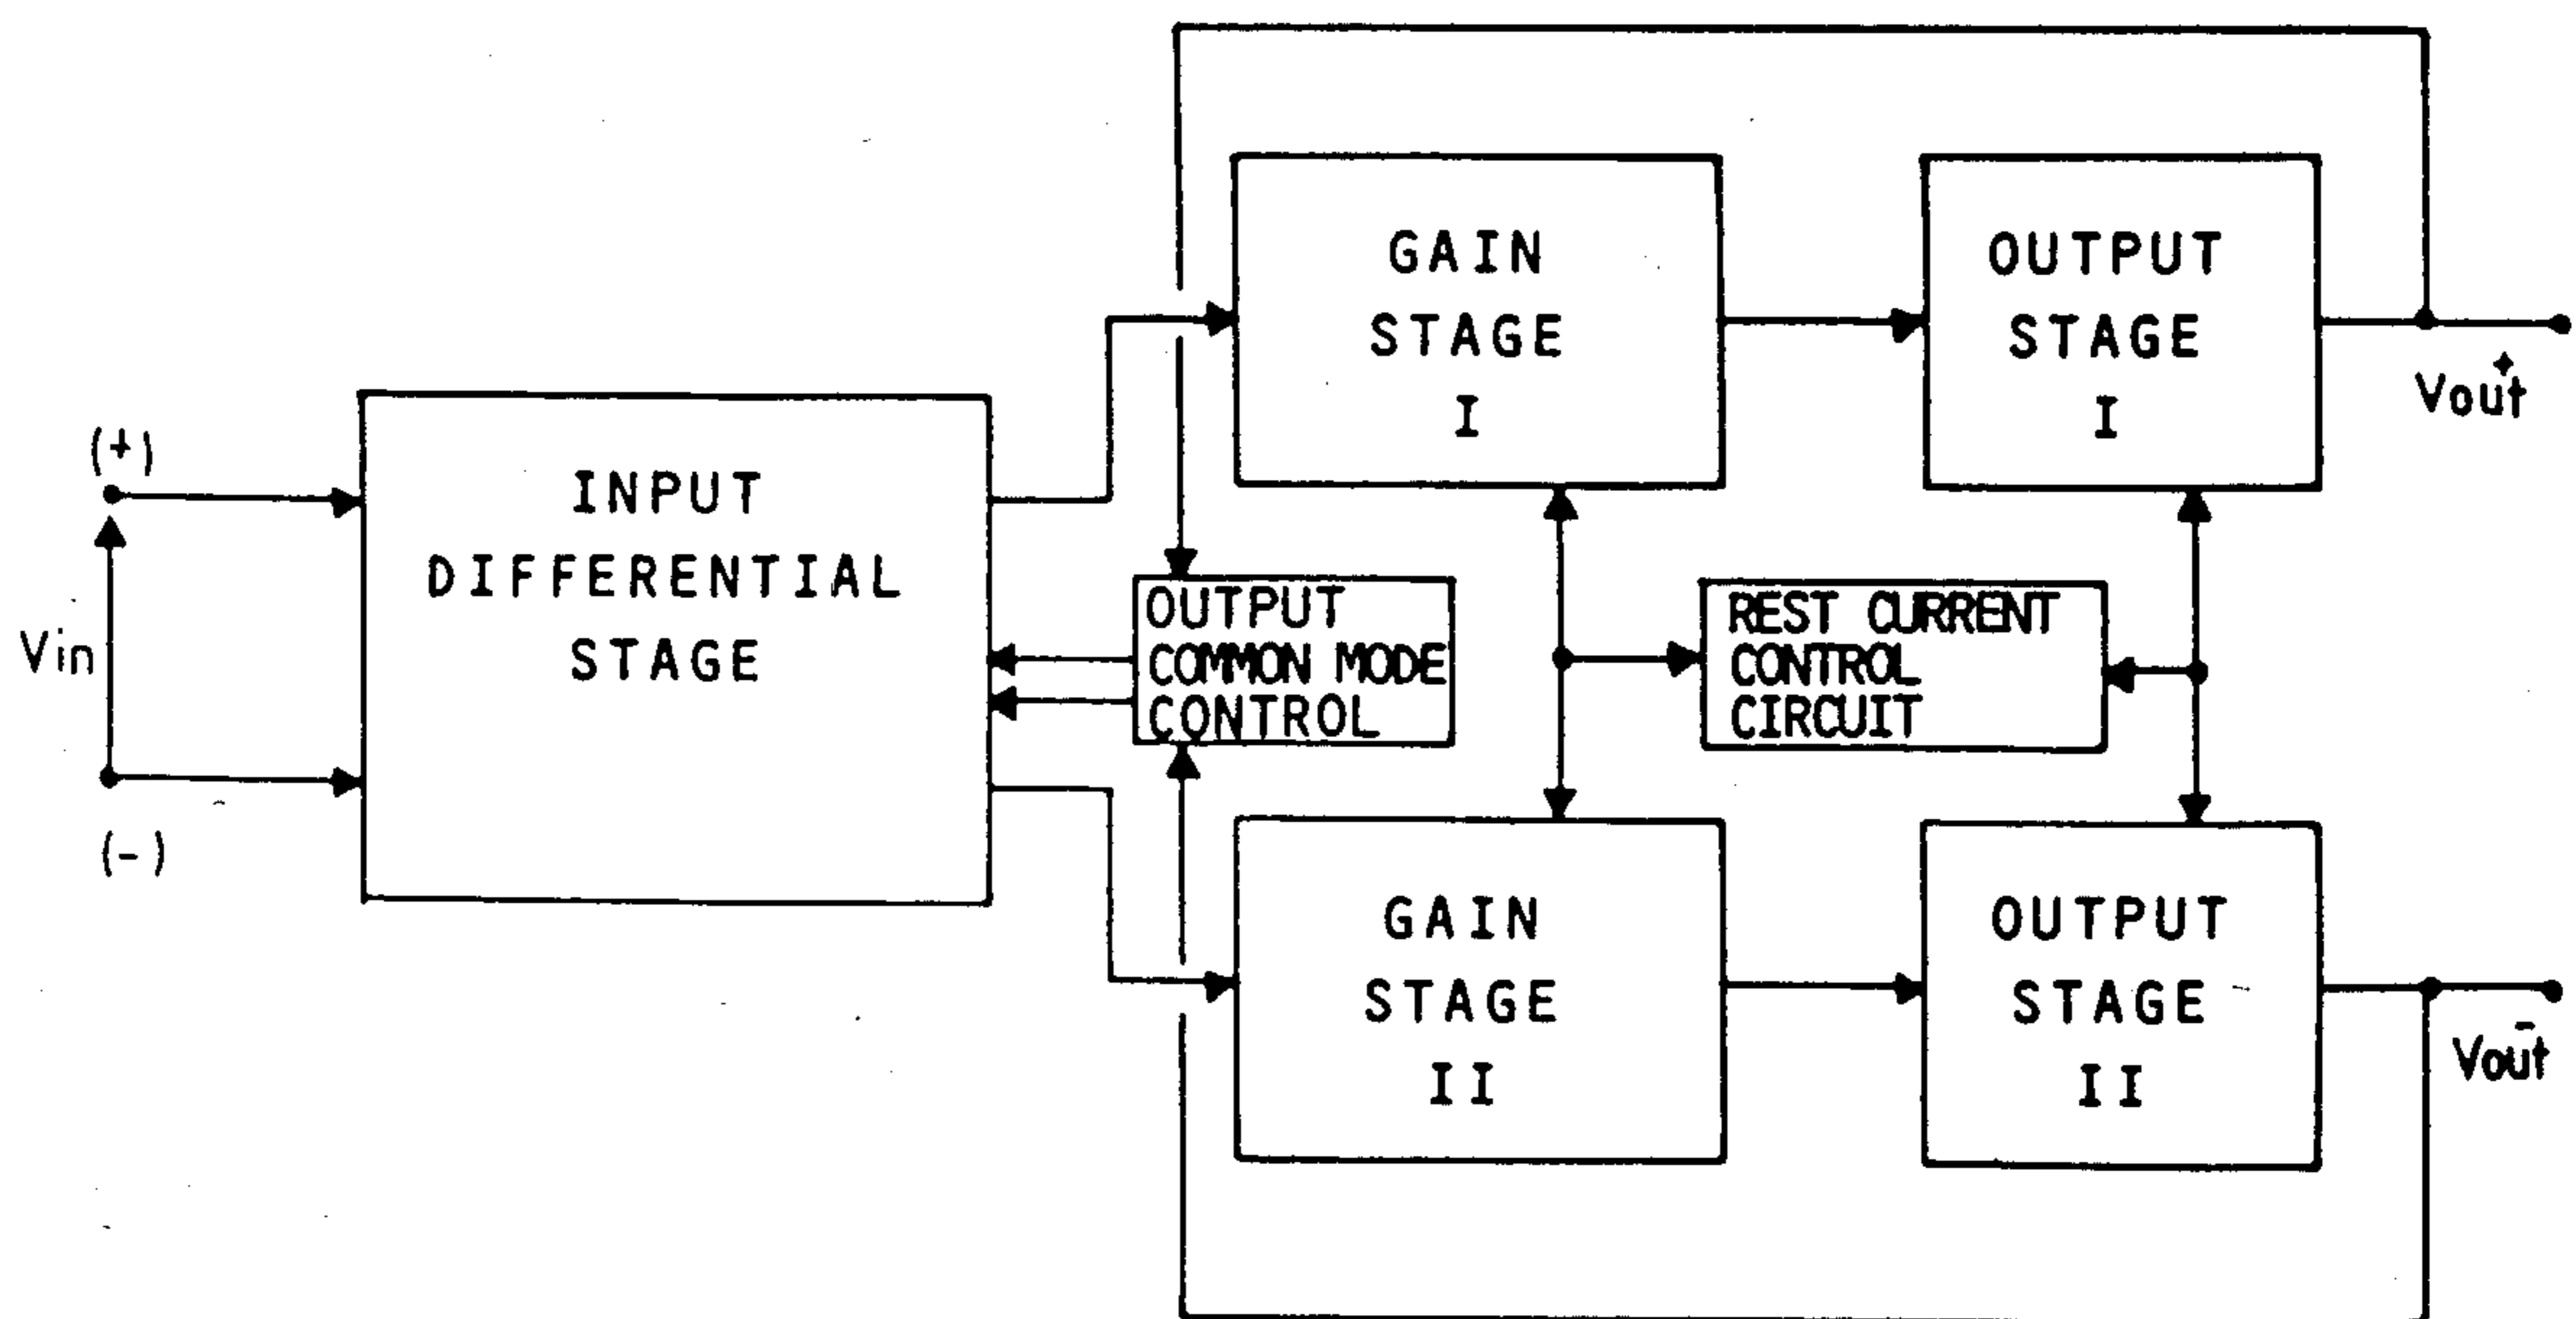 (+)
Vin
(-)
INPUT
DIFFERENTIAL
STAGE
OUTPUT
COMMON MODE
CONTROL
GAIN
STAGE
I
OUTPUT
STAGE
I
Vout+
REST CURRENT
CONTROL
CIRCUIT
GAIN
STAGE
II
OUTPUT
STAGE
II
Vout-